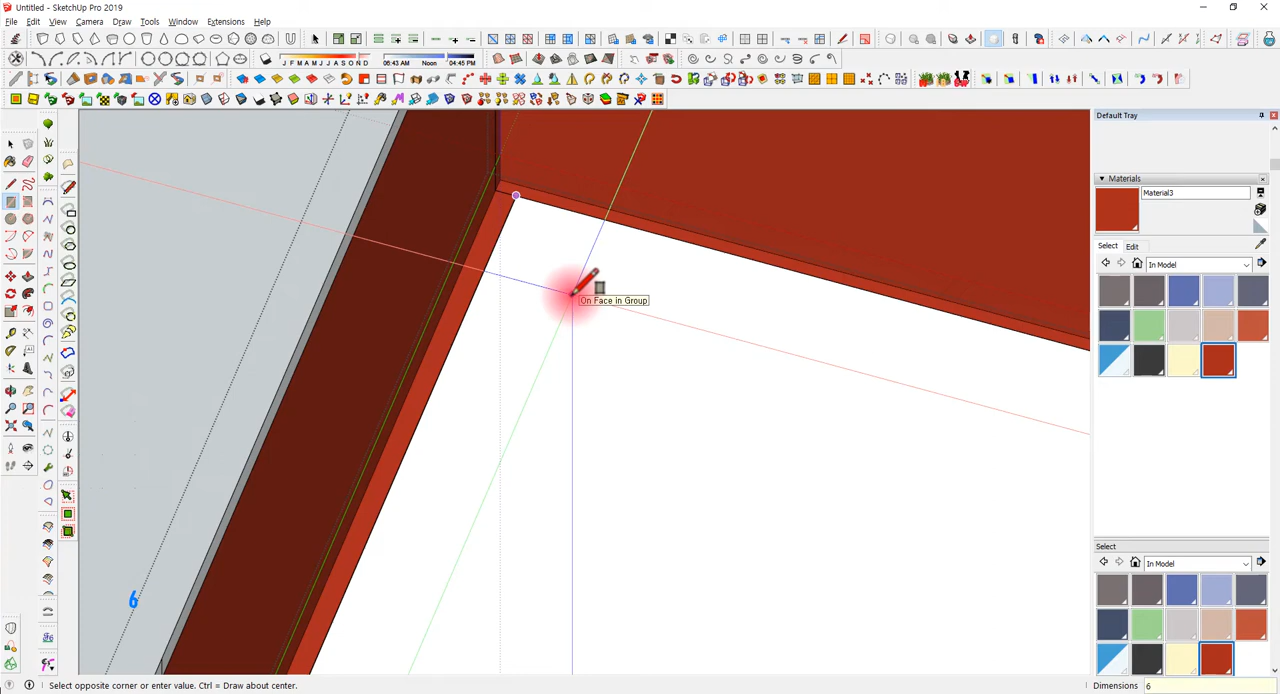 Untitled - SketchUp Pro 2019
File Edit View Camera Draw Tools Window Extensions Help
J F M A M J J A S O N D
06:43 AM Noon 04:45 PM
Default Tray
Materials
Material3
Select Edit
In Model
On Face in Group
6
Select
In Model
Select opposite corner or enter value. Ctrl = Draw about center.
Dimensions 6